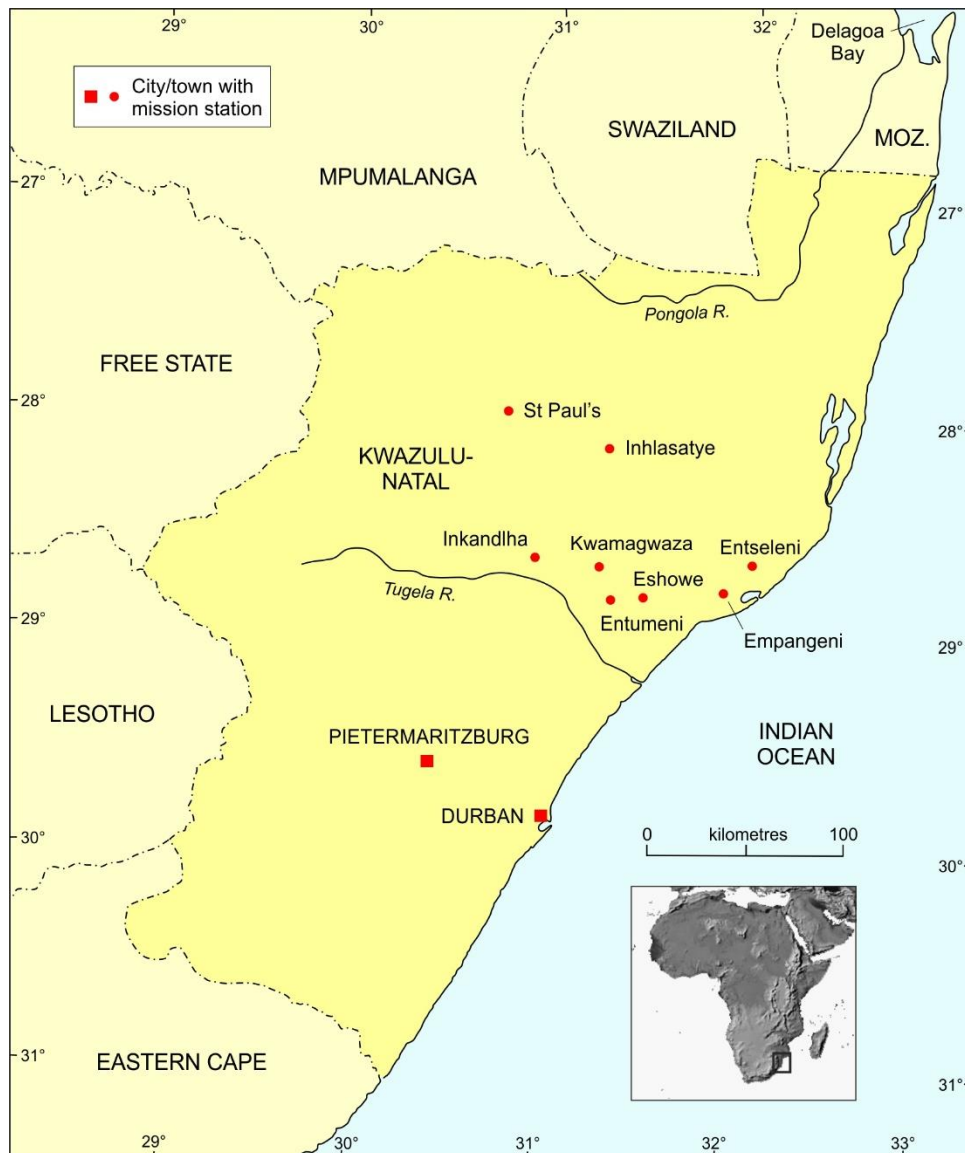 29°
30°
31°
32°
Delagoa
Bay
City/town with
mission station
SWAZILAND
MOZ.
MPUMALANGA
27°
27°
Pongola R.
FREE STATE
28°
St Paul’s
28°
Inhlasatye
KWAZULU-
NATAL
Inkandlha
Kwamagwaza
Entseleni
Eshowe
Tugela R.
29°
Entumeni
Empangeni
29°
LESOTHO
PIETERMARITZBURG
INDIAN
OCEAN
DURBAN
30°
0 kilometres 100
30°
31°
EASTERN CAPE
31°
29°
30°
31°
32°
33°